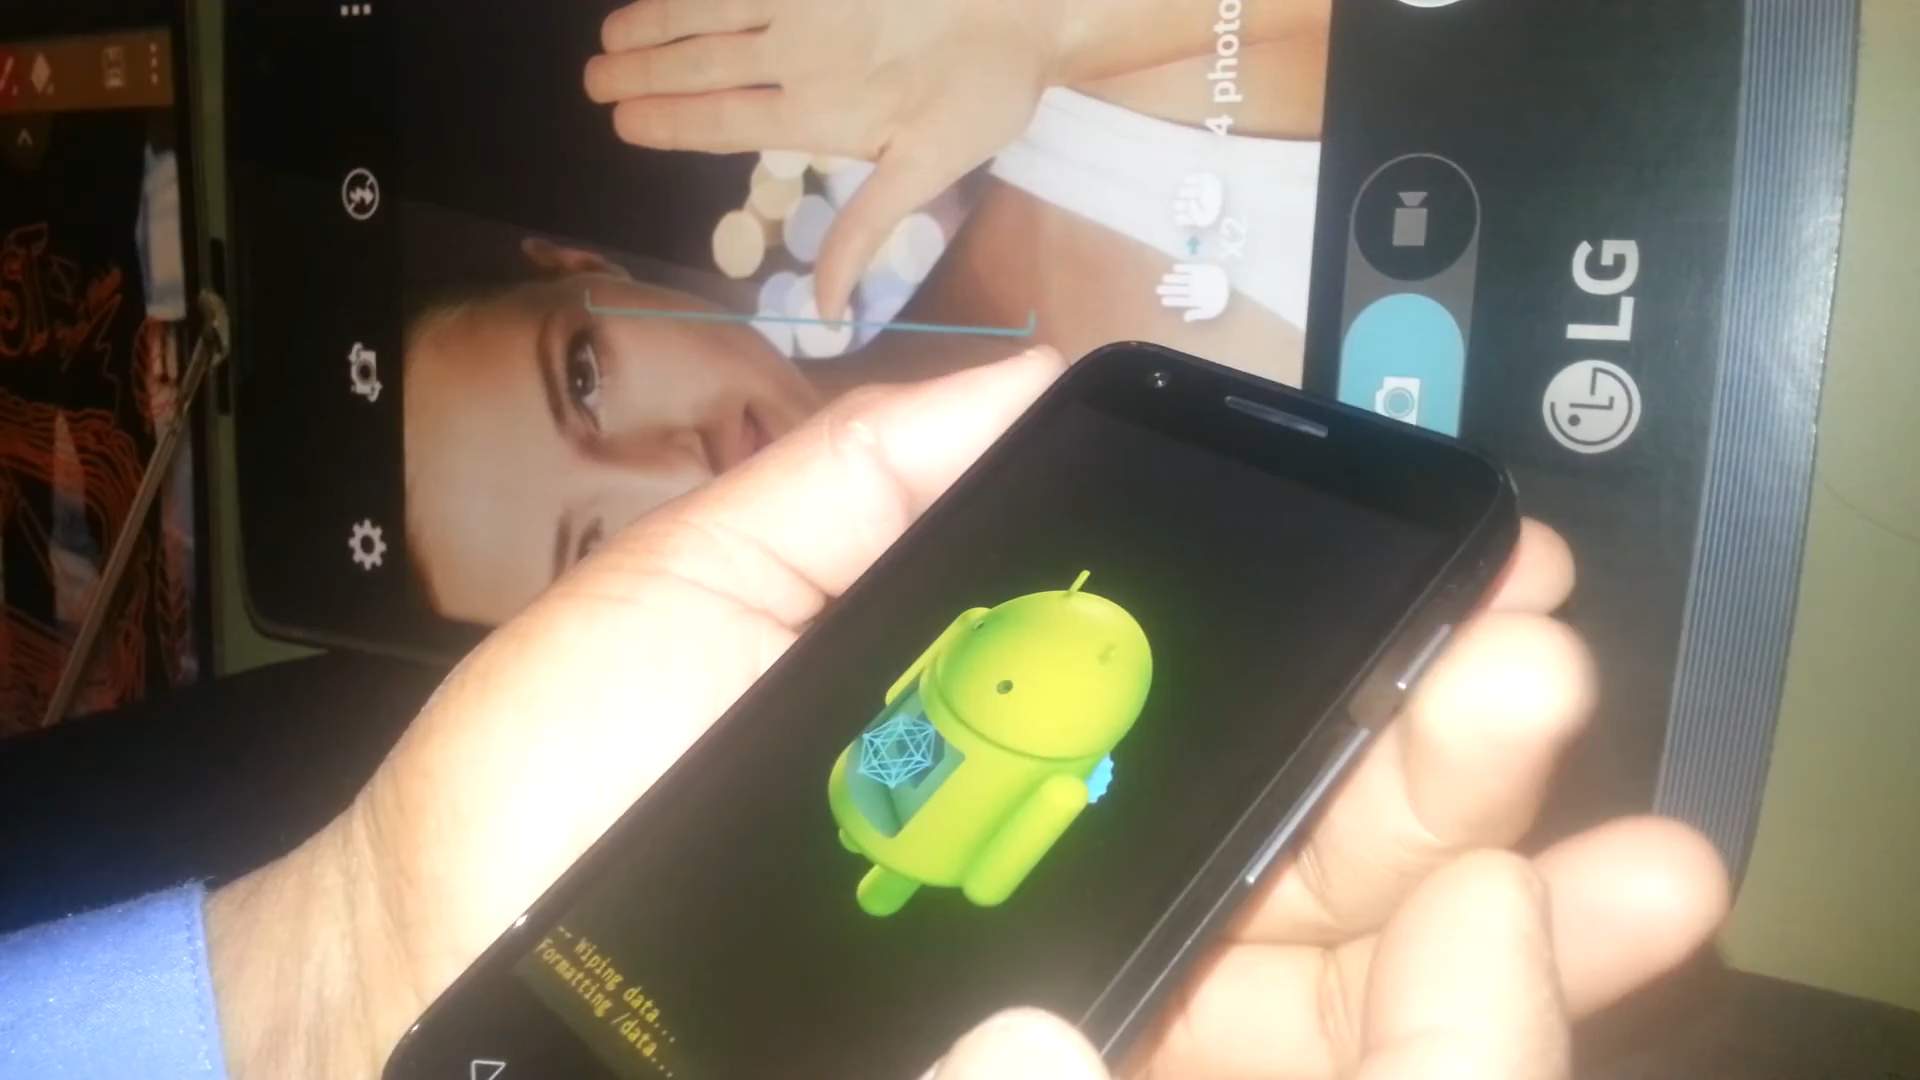 4 photo
X2
LG
-- Wiping data...
Formatting /data...